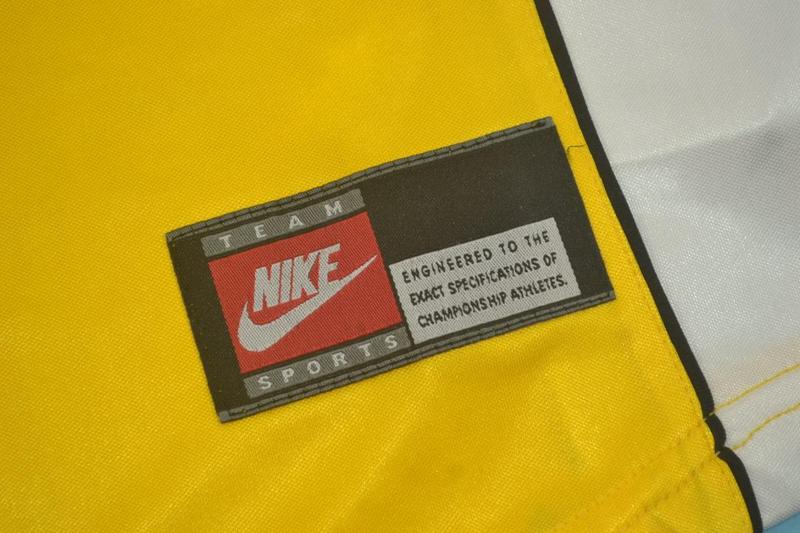 TEAM
NIKE
SPORTS
ENGINEERED TO THE
EXACT SPECIFICATIONS OF
CHAMPIONSHIP ATHLETES.